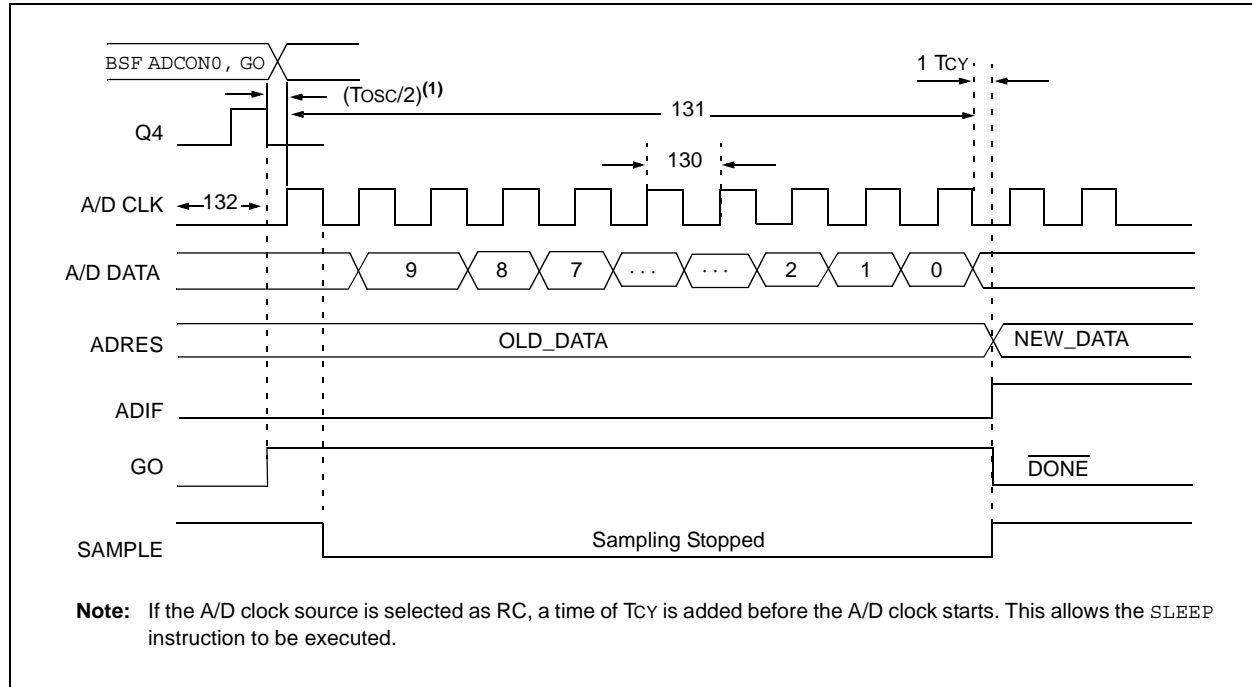 BSF ADCON0, GO
1 TCY
(TOSC/2)(1)
131
Q4
130
A/D CLK
132
A/D DATA
9 8 7 . . . . . . 2 1 0
ADRES
OLD_DATA
NEW_DATA
ADIF
GO
DONE
SAMPLE
Sampling Stopped
Note: If the A/D clock source is selected as RC, a time of TCY is added before the A/D clock starts. This allows the SLEEP
instruction to be executed.